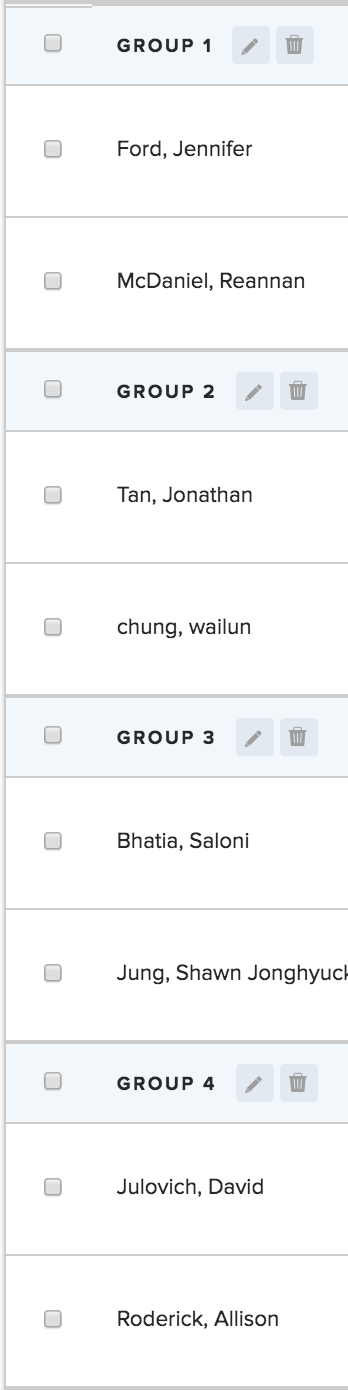 GROUP 1
Ford, Jennifer
McDaniel, Reannan
GROUP 2
Tan, Jonathan
chung, wailun
GROUP 3
Bhatia, Saloni
Jung, Shawn Jonghyuck
GROUP 4
Julovich, David
Roderick, Allison